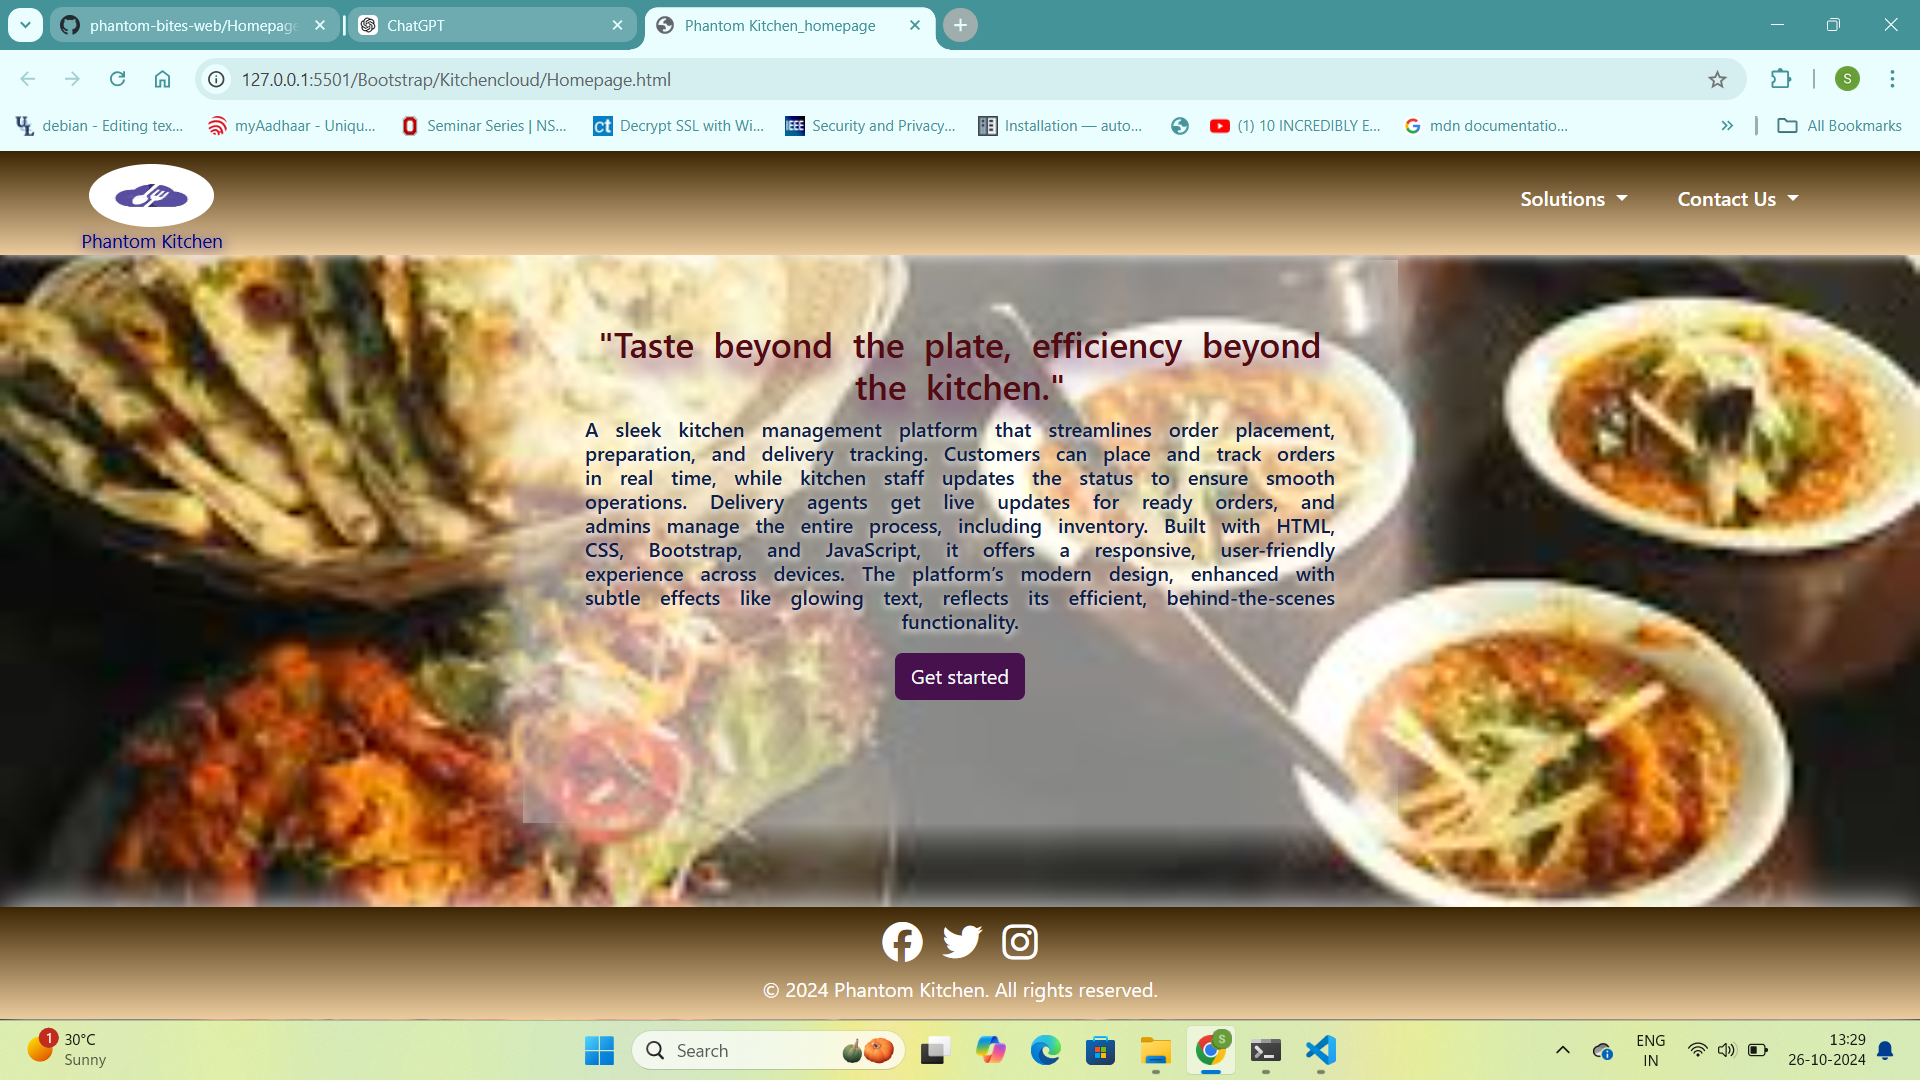 phantom-bites-web/Homepage
ChatGPT
Phantom Kitchen_homepage
127.0.0.1:5501/Bootstrap/Kitchencloud/Homepage.html
S
debian - Editing tex...
myAadhaar - Uniqu...
Seminar Series | NS...
ct
Decrypt SSL with Wi...
IEEE
Security and Privacy...
Installation — auto...
(1) 10 INCREDIBLY E...
mdn documentatio...
All Bookmarks
Phantom Kitchen
Solutions
Contact Us
"Taste beyond the plate, efficiency beyond
the kitchen."
A sleek kitchen management platform that streamlines order placement,
preparation, and delivery tracking. Customers can place and track orders
in real time, while kitchen staff updates the status to ensure smooth
operations. Delivery agents get live updates for ready orders, and
admins manage the entire process, including inventory. Built with HTML,
CSS, Bootstrap, and JavaScript, it offers a responsive, user-friendly
experience across devices. The platform’s modern design, enhanced with
subtle effects like glowing text, reflects its efficient, behind-the-scenes
functionality.
Get started
© 2024 Phantom Kitchen. All rights reserved.
1
30°C
Sunny
Search
S
ENG
IN
13:29
26-10-2024